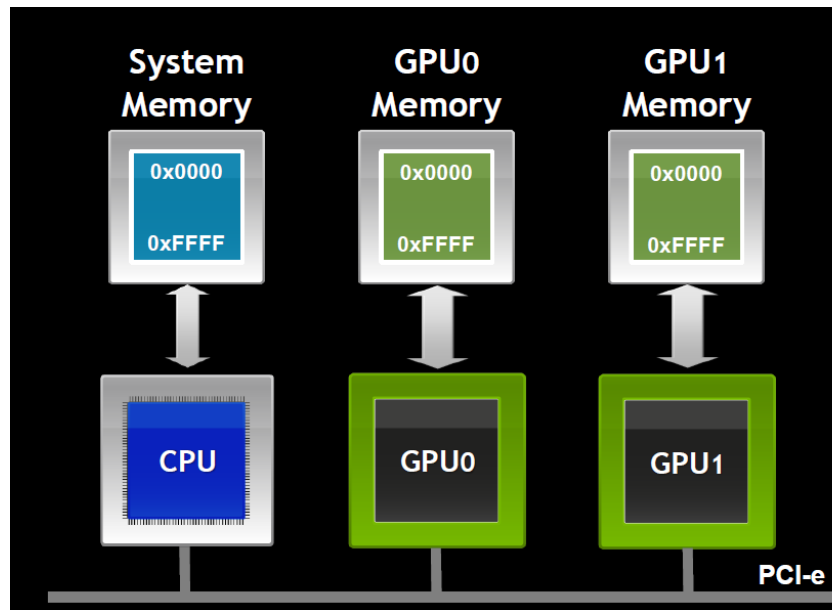 System
Memory
GPU0
Memory
GPU1
Memory
0x0000
0xFFFF
0x0000
0xFFFF
0x0000
0xFFFF
CPU
GPU0
GPU1
PCI-e